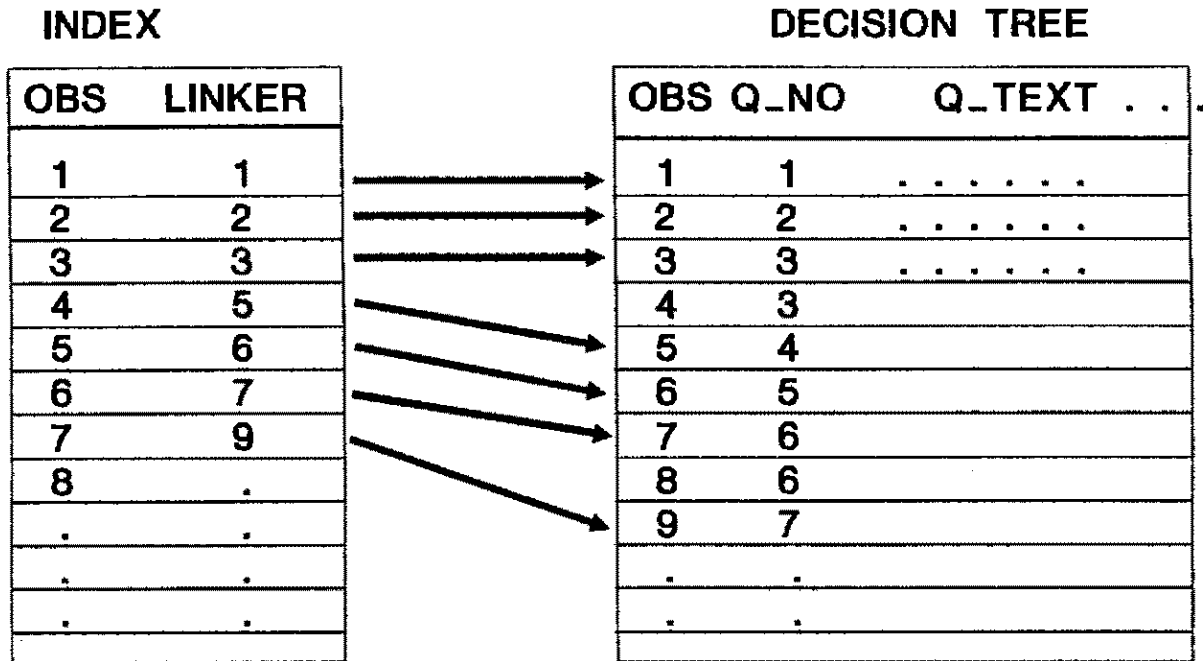 INDEX DECISION TREE
OBS LINKER OBS Q_NO Q_TEXT . . .
1 1 1 1 . . . . . .
2 2 2 2 . . . . . .
3 3 3 3 . . . . . .
4 5 4 3
5 6 5 4
6 7 6 5
7 9 7 6
8 . 8 6
. . 9 7
. . . .
. . . .